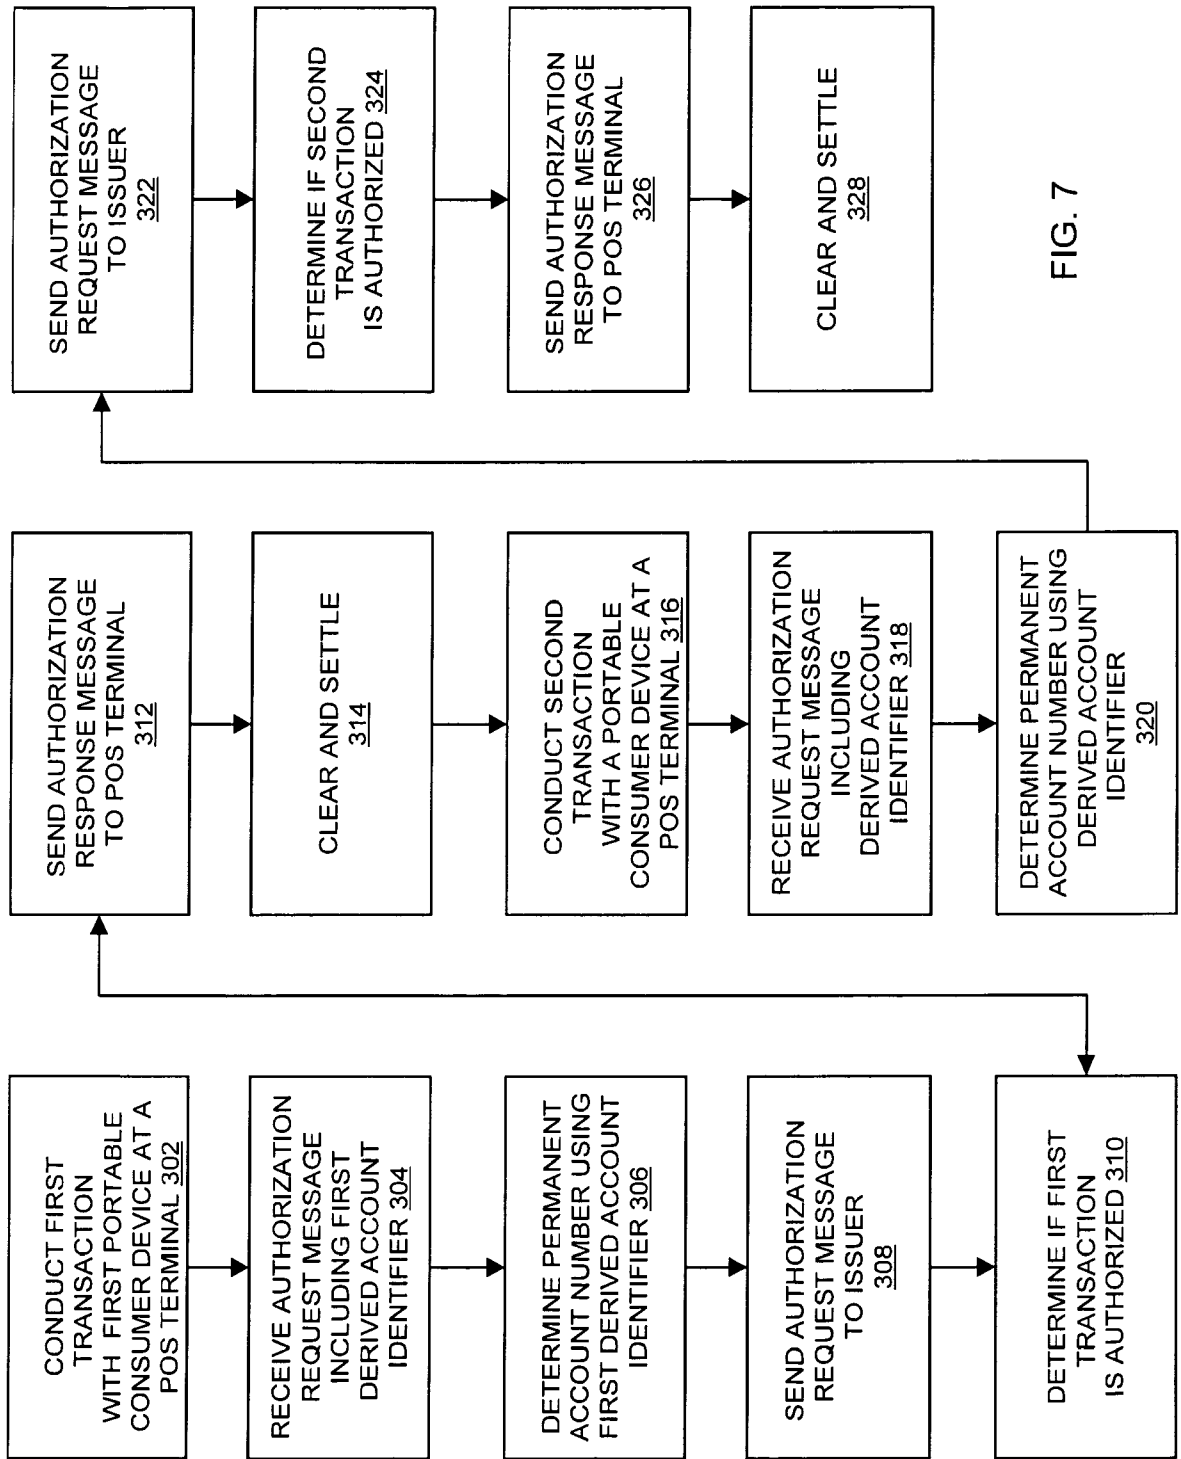 CONDUCT FIRST
TRANSACTION
WITH FIRST PORTABLE
CONSUMER DEVICE AT A
POS TERMINAL 302
RECEIVE AUTHORIZATION
REQUEST MESSAGE
INCLUDING FIRST
DERIVED ACCOUNT
IDENTIFIER 304
DETERMINE PERMANENT
ACCOUNT NUMBER USING
FIRST DERIVED ACCOUNT
IDENTIFIER 306
SEND AUTHORIZATION
REQUEST MESSAGE
TO ISSUER
308
DETERMINE IF FIRST
TRANSACTION
IS AUTHORIZED 310
SEND AUTHORIZATION
RESPONSE MESSAGE
TO POS TERMINAL
312
CLEAR AND SETTLE
314
CONDUCT SECOND
TRANSACTION
WITH A PORTABLE
CONSUMER DEVICE AT A
POS TERMINAL 316
RECEIVE AUTHORIZATION
REQUEST MESSAGE
INCLUDING
DERIVED ACCOUNT
IDENTIFIER 318
DETERMINE PERMANENT
ACCOUNT NUMBER USING
DERIVED ACCOUNT
IDENTIFIER
320
SEND AUTHORIZATION
REQUEST MESSAGE
TO ISSUER
322
DETERMINE IF SECOND
TRANSACTION
IS AUTHORIZED 324
SEND AUTHORIZATION
RESPONSE MESSAGE
TO POS TERMINAL
326
CLEAR AND SETTLE
328
FIG. 7